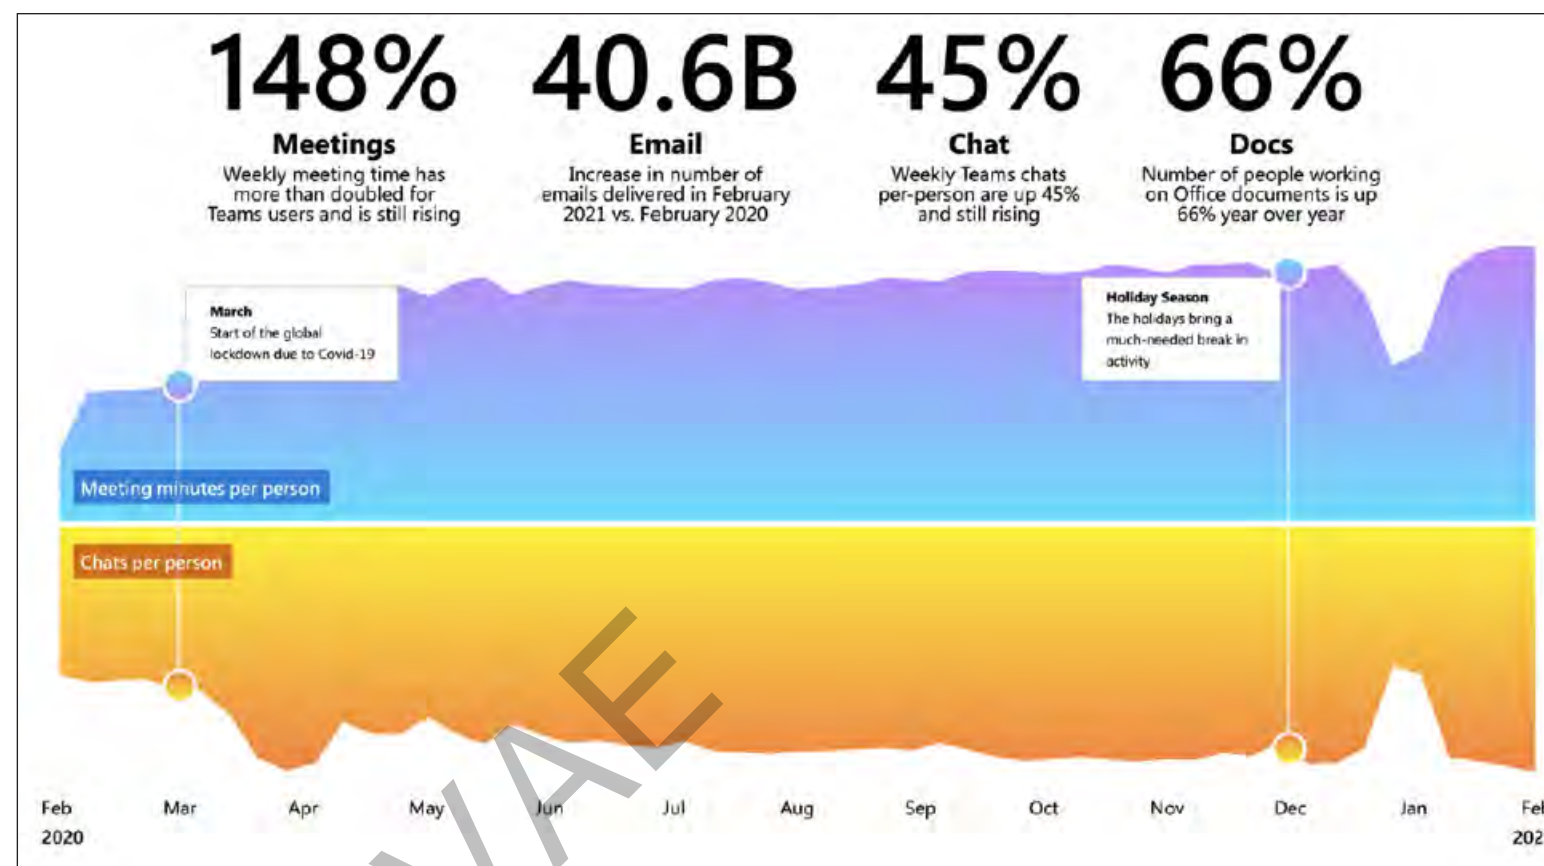 148%
40.6B
45%
66%
Meetings
Email
Chat
Docs
Weekly meeting time has
more than doubled for
Teams users and is still rising
Increase in number of
emails delivered in February
2021 vs. February 2020
Weekly Teams chats
per-person are up 45%
and still rising
Number of people working
on Office documents is up
66% year over year
March
Start of the global
lockdown due to Covid-19
Holiday Season
The holidays bring a
much-needed break in
activity
Meeting minutes per person
Chats per person
Feb Mar Apr May Jun Jul Aug Sep Oct Nov Dec Jan
2020
VAE